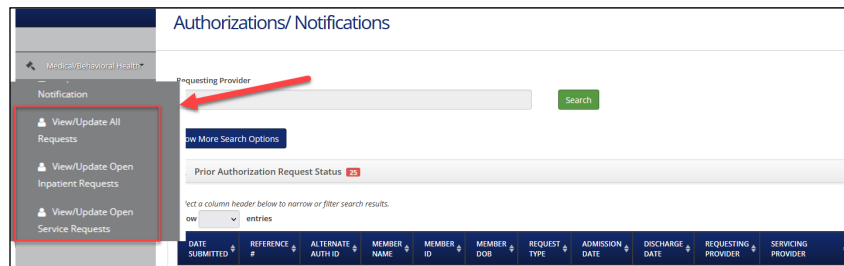 Authorizations/ Notifications
Medical/Behavioral Health
Notification
View/Update All
Requests
View/Update Open
Inpatient Requests
View/Update Open
Service Requests
equesting Provider
Search
ow More Search Options
Prior Authorization Request Status 25
ect a column header below to narrow or filter search results.
ow entries
DATE SUBMITTED REFERENCE # ALTERNATE AUTH ID MEMBER NAME MEMBER ID MEMBER DOB REQUEST TYPE ADMISSION DATE DISCHARGE DATE REQUESTING PROVIDER SERVICING PROVIDER